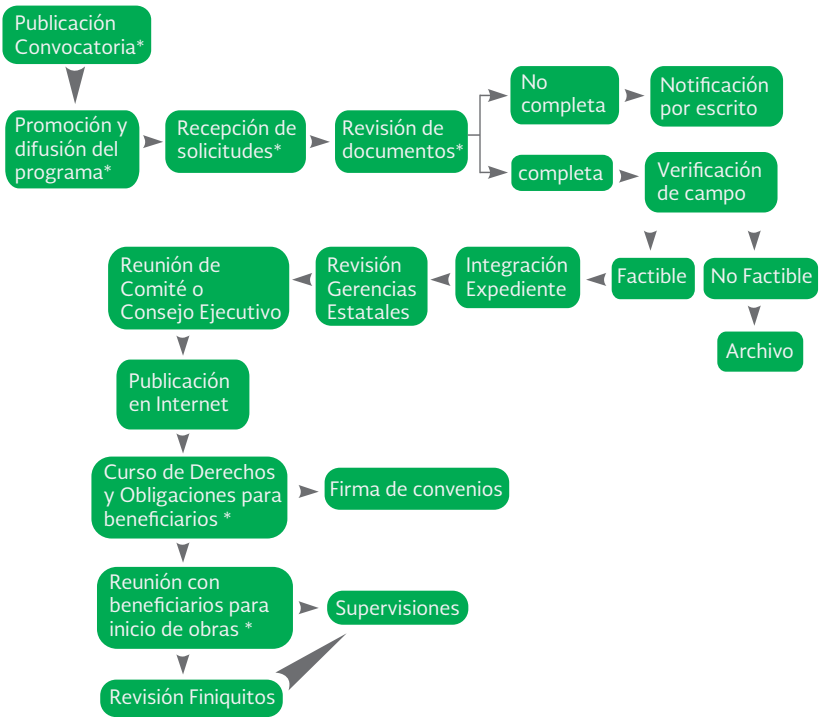 Publicación
Convocatoria*
Promoción y
difusión del
programa*
Recepción de
solicitudes*
Revisión de
documentos*
No
completa
Notificación
por escrito
completa
Verificación
de campo
Factible
No Factible
Archivo
Integración
Expediente
Revisión
Gerencias
Estatales
Reunión de
Comité o
Consejo Ejecutivo
Publicación
en Internet
Curso de Derechos
y Obligaciones para
beneficiarios *
Firma de convenios
Reunión con
beneficiarios para
inicio de obras *
Supervisiones
Revisión Finiquitos